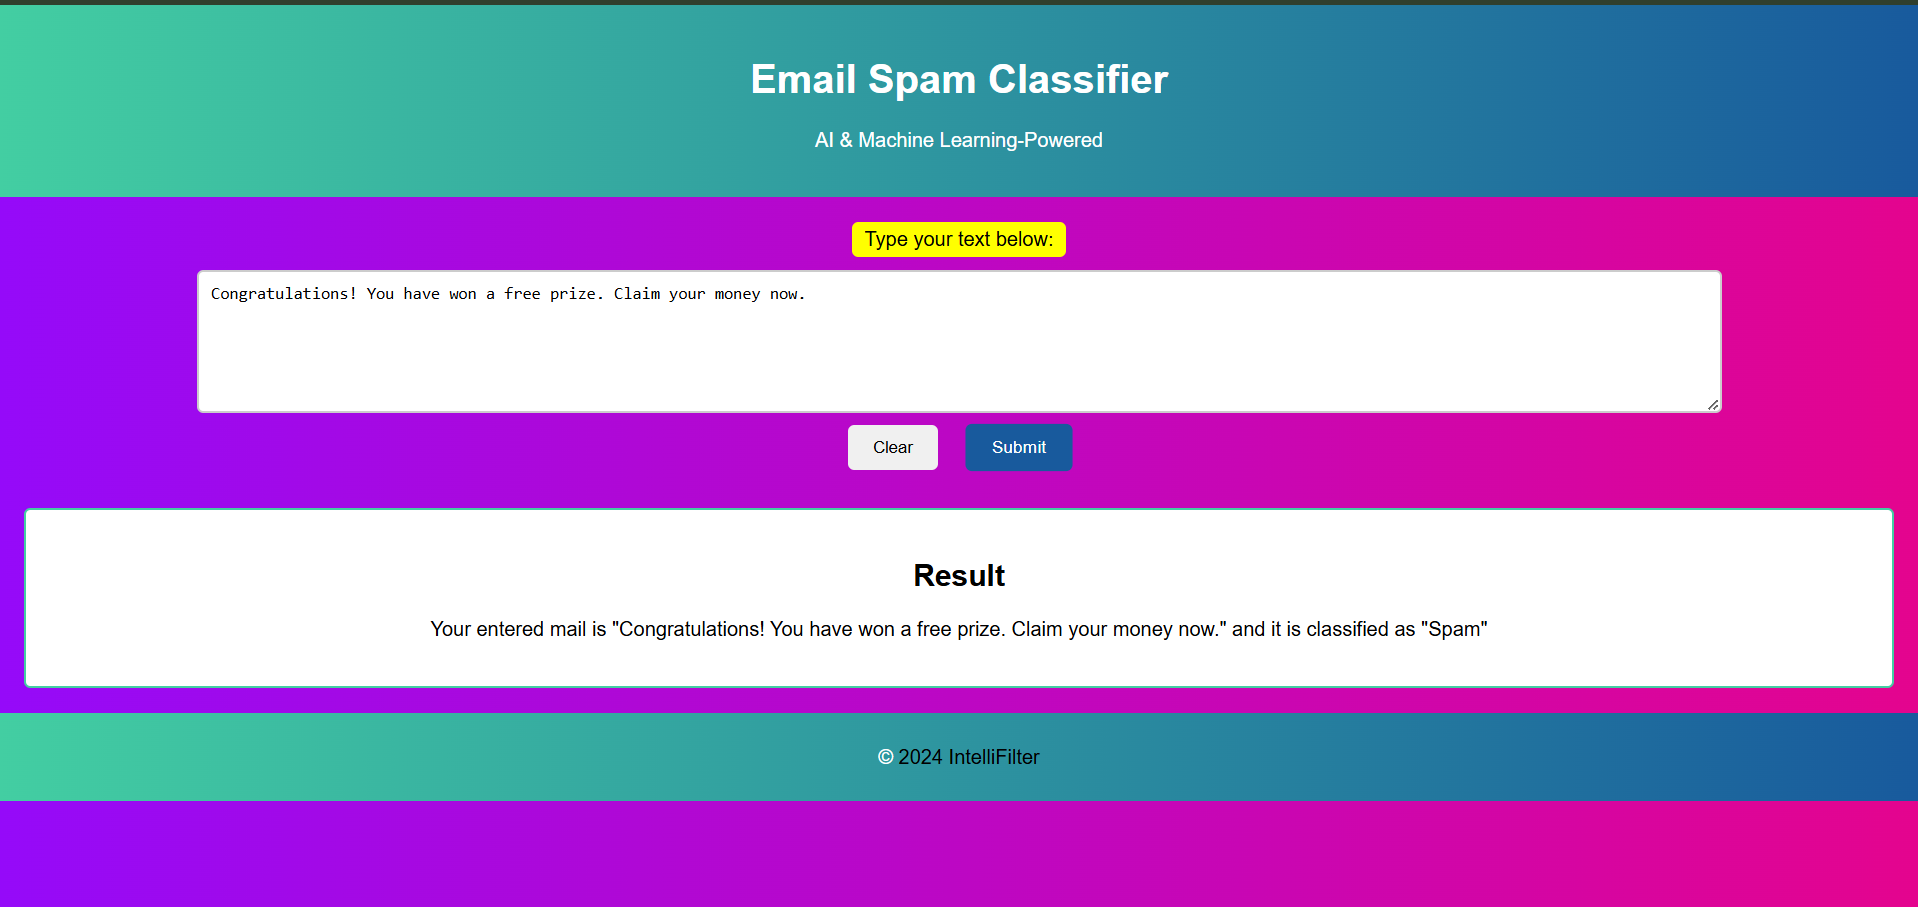 Email Spam Classifier
AI & Machine Learning-Powered
Type your text below:
Congratulations! You have won a free prize. Claim your money now.
Clear Submit
Result
Your entered mail is "Congratulations! You have won a free prize. Claim your money now." and it is classified as "Spam"
© 2024 IntelliFilter